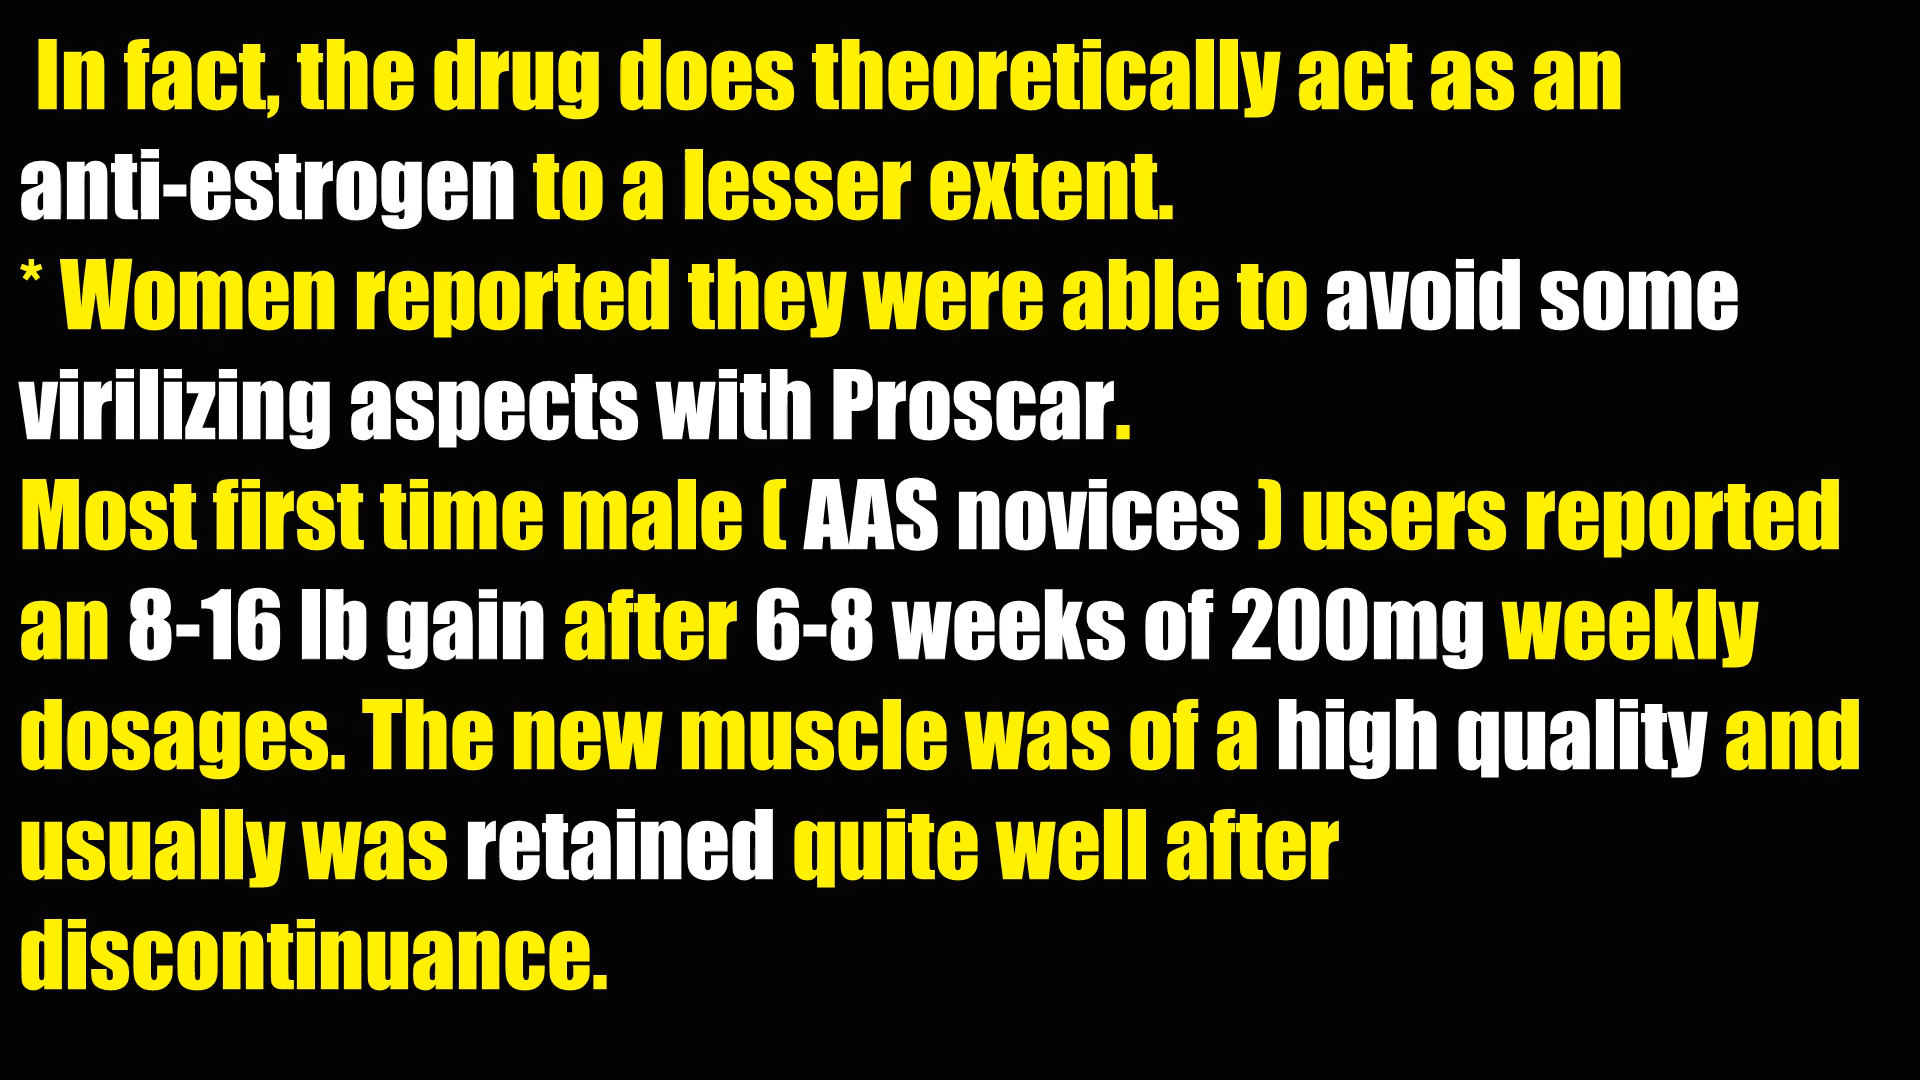 In fact, the drug does theoretically act as an
anti-estrogen to a lesser extent.
* Women reported they were able to avoid some
virilizing aspects with Proscar.
Most first time male ( AAS novices ) users reported
an 8-16 lb gain after 6-8 weeks of 200mg weekly
dosages. The new muscle was of a high quality and
usually was retained quite well after
discontinuance.